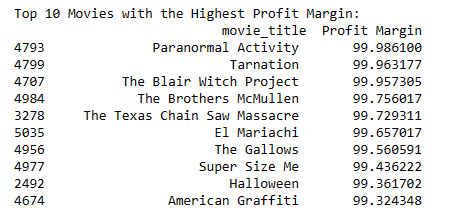 Top 10 Movies with the Highest Profit Margin:
movie_title Profit Margin
4793 Paranormal Activity 99.986100
4799 Tarnation 99.963177
4707 The Blair Witch Project 99.957305
4984 The Brothers McMullen 99.756017
3278 The Texas Chain Saw Massacre 99.729311
5035 El Mariachi 99.657017
4956 The Gallows 99.560591
4977 Super Size Me 99.436222
2492 Halloween 99.361702
4674 American Graffiti 99.324348